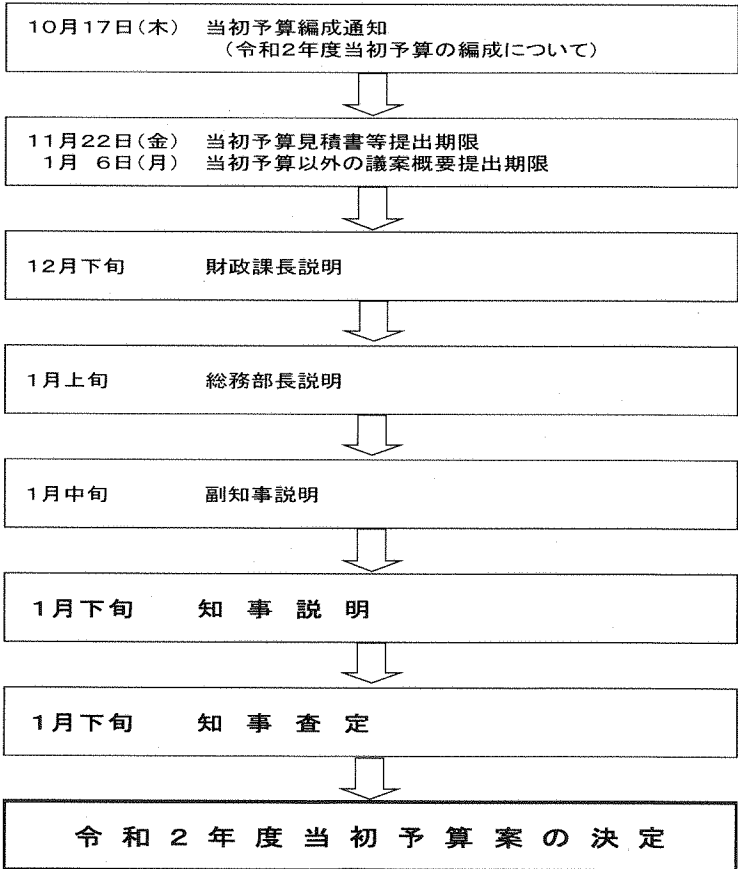 10月17日(木) 当初予算編成通知
(令和2年度当初予算の編成について)
11月22日(金) 当初予算見積書等提出期限
1月 6日(月) 当初予算以外の議案概要提出期限
12月下旬 財政課長説明
1月上旬 総務部長説明
1月中旬 副知事説明
1月下旬 知事説明
1月下旬 知事査定
令和2年度当初予算案の決定